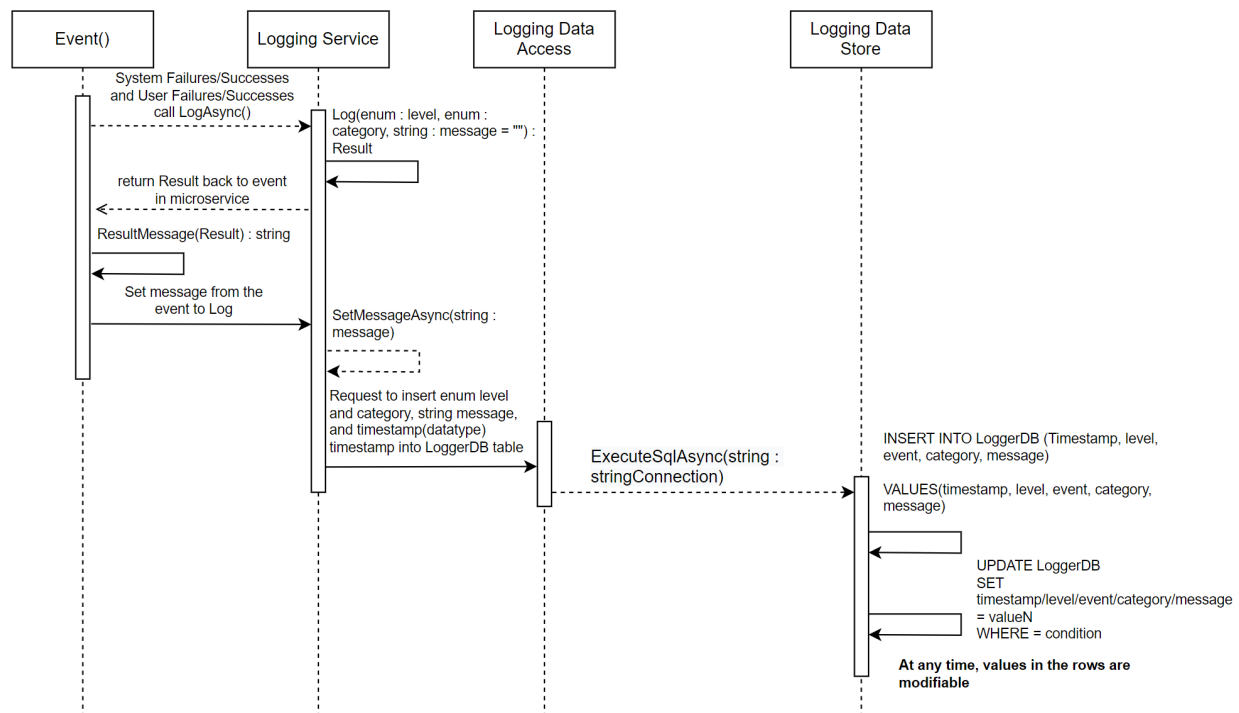 Event()
Logging Service
Logging Data
Access
Logging Data
Store
System Failures/Successes
and User Failures/Successes
call LogAsync()
Log(enum : level, enum :
category, string : message = "") :
Result
return Result back to event
in microservice
ResultMessage(Result) : string
Set message from the
event to Log
SetMessageAsync(string :
message)
Request to insert enum level
and category, string message,
and timestamp(datatype)
timestamp into LoggerDB table
ExecuteSqlAsync(string :
stringConnection)
INSERT INTO LoggerDB (Timestamp, level,
event, category, message)
VALUES(timestamp, level, event, category,
message)
UPDATE LoggerDB
SET
timestamp/level/event/category/message
= valueN
WHERE = condition
At any time, values in the rows are
modifiable